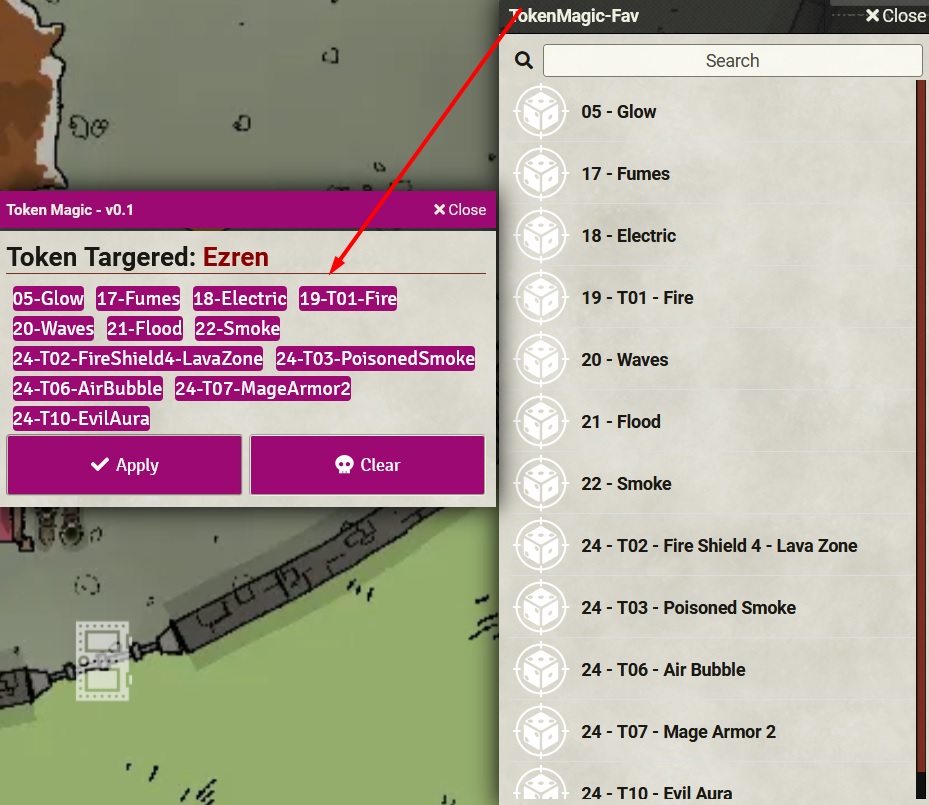 TokenMagic-Fav
Close
Search
05 - Glow
17 - Fumes
18 - Electric
19 - T01 - Fire
20 - Waves
21 - Flood
22 - Smoke
24 - T02 - Fire Shield 4 - Lava Zone
24 - T03 - Poisoned Smoke
24 - T06 - Air Bubble
24 - T07 - Mage Armor 2
24 - T10 - Evil Aura
Token Magic - v0.1
Close
Token Targered: Ezren
05-Glow 17-Fumes 18-Electric 19-T01-Fire
20-Waves 21-Flood 22-Smoke
24-T02-FireShield4-LavaZone 24-T03-PoisonedSmoke
24-T06-AirBubble 24-T07-MageArmor2
24-T10-EvilAura
Apply
Clear